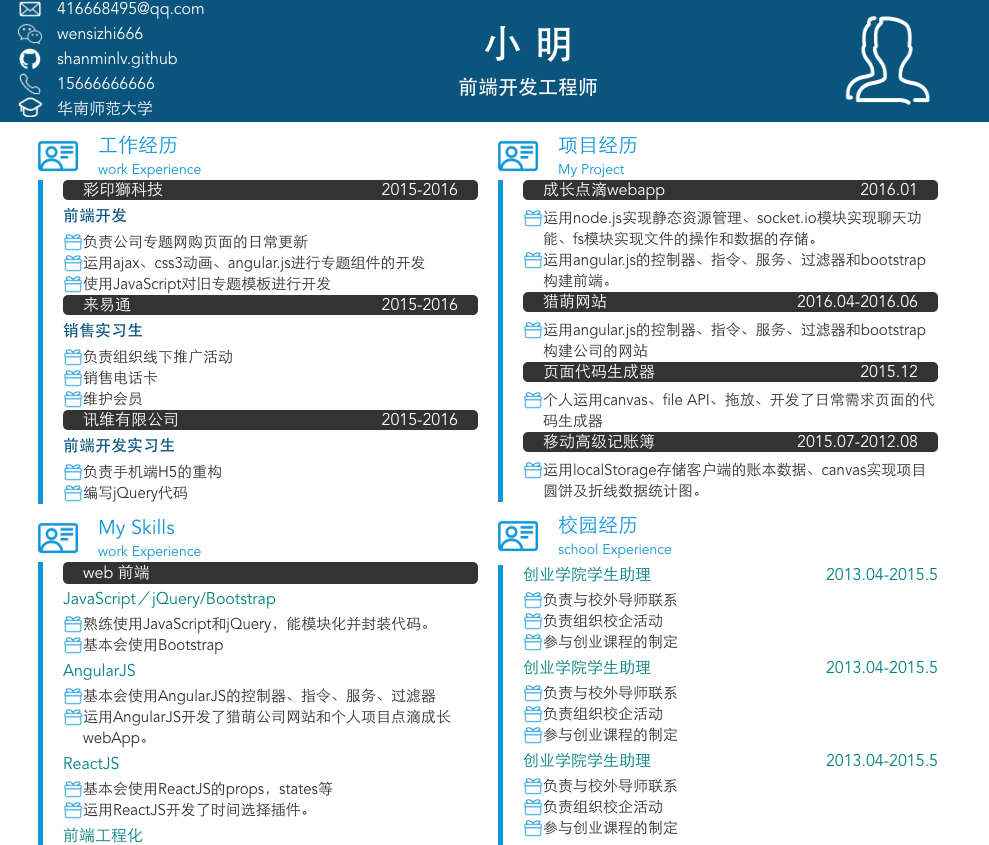 416668495@qq.com
wensizhi666
shanminlv.github
15666666666
华南师范大学
小 明
前端开发工程师
工作经历
work Experience
彩印狮科技 2015-2016
前端开发
负责公司专题网购页面的日常更新
运用ajax、css3动画、angular.js进行专题组件的开发
使用JavaScript对旧专题模板进行开发
来易通 2015-2016
销售实习生
负责组织线下推广活动
销售电话卡
维护会员
讯维有限公司 2015-2016
前端开发实习生
负责手机端H5的重构
编写jQuery代码
My Skills
work Experience
web 前端
JavaScript／jQuery/Bootstrap
熟练使用JavaScript和jQuery，能模块化并封装代码。
基本会使用Bootstrap
AngularJS
基本会使用AngularJS的控制器、指令、服务、过滤器
运用AngularJS开发了猎萌公司网站和个人项目点滴成长
webApp。
ReactJS
基本会使用ReactJS的props，states等
运用ReactJS开发了时间选择插件。
前端工程化
项目经历
My Project
成长点滴webapp 2016.01
运用node.js实现静态资源管理、socket.io模块实现聊天功
能、fs模块实现文件的操作和数据的存储。
运用angular.js的控制器、指令、服务、过滤器和bootstrap
构建前端。
猎萌网站 2016.04-2016.06
运用angular.js的控制器、指令、服务、过滤器和bootstrap
构建公司的网站
页面代码生成器 2015.12
个人运用canvas、file API、拖放、开发了日常需求页面的代
码生成器
移动高级记账簿 2015.07-2012.08
运用localStorage存储客户端的账本数据、canvas实现项目
圆饼及折线数据统计图。
校园经历
school Experience
创业学院学生助理 2013.04-2015.5
负责与校外导师联系
负责组织校企活动
参与创业课程的制定
创业学院学生助理 2013.04-2015.5
负责与校外导师联系
负责组织校企活动
参与创业课程的制定
创业学院学生助理 2013.04-2015.5
负责与校外导师联系
负责组织校企活动
参与创业课程的制定